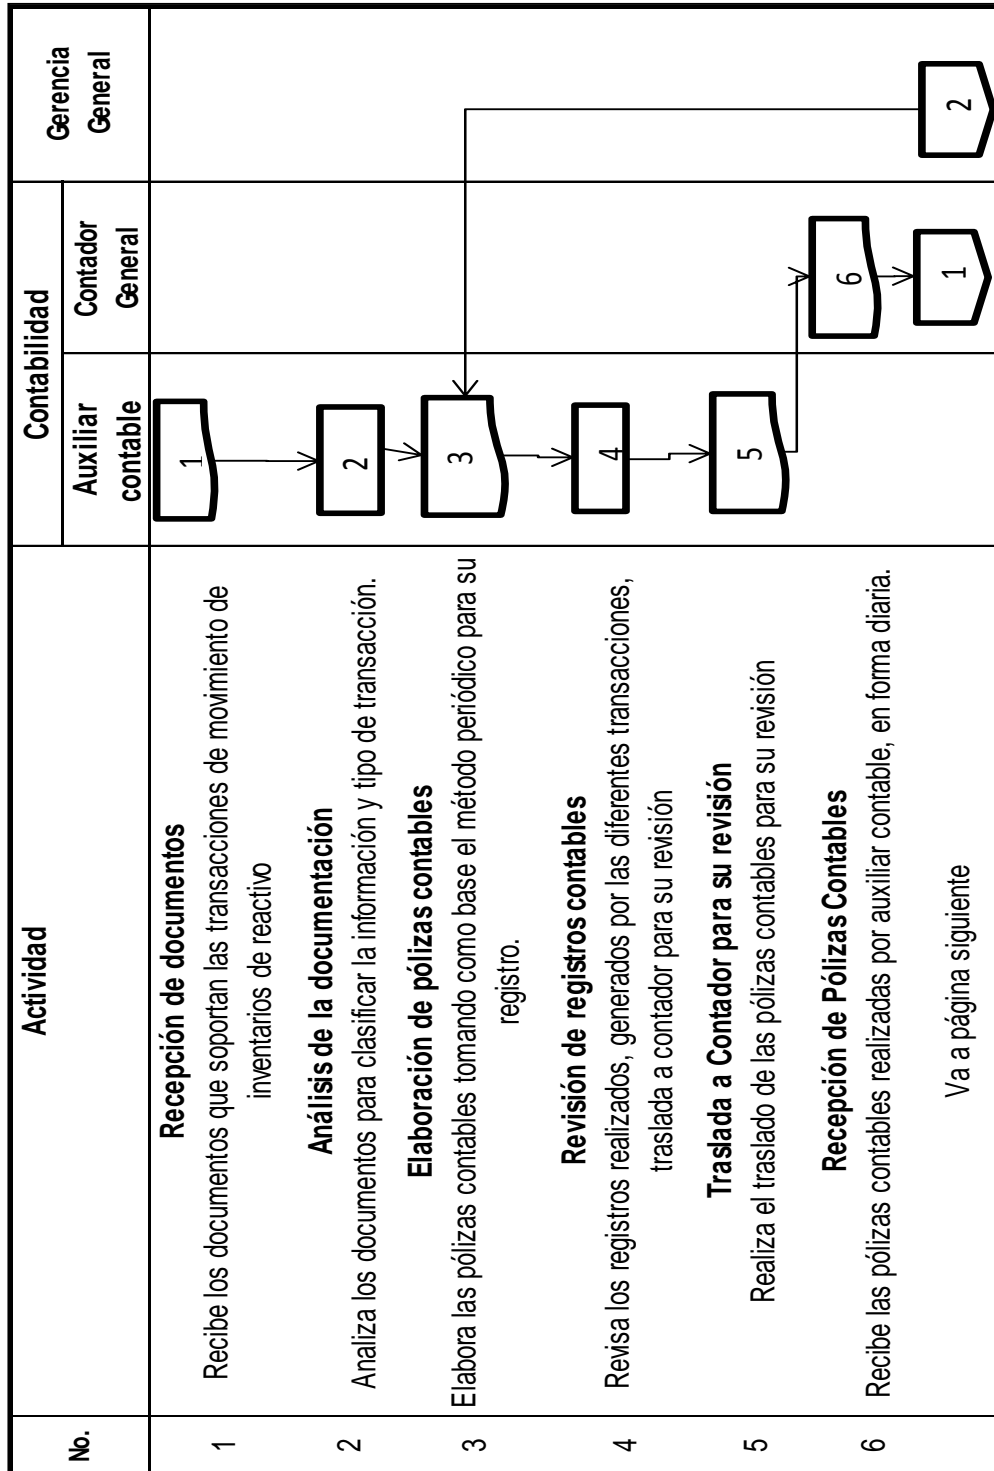 No.
Actividad
Contabilidad
Gerencia
General
Auxiliar
contable
Contador
General
1
Recepción de documentos
Recibe los documentos que soportan las transacciones de movimiento de
inventarios de reactivo
1
2
Análisis de la documentación
Analiza los documentos para clasificar la información y tipo de transacción.
2
3
Elaboración de pólizas contables
Elabora las pólizas contables tomando como base el método periódico para su
registro.
3
4
Revisión de registros contables
Revisa los registros realizados, generados por las diferentes transacciones,
traslada a contador para su revisión
4
5
Traslada a Contador para su revisión
Realiza el traslado de las pólizas contables para su revisión
5
6
Recepción de Pólizas Contables
Recibe las pólizas contables realizadas por auxiliar contable, en forma diaria.
6
Va a página siguiente
1
2